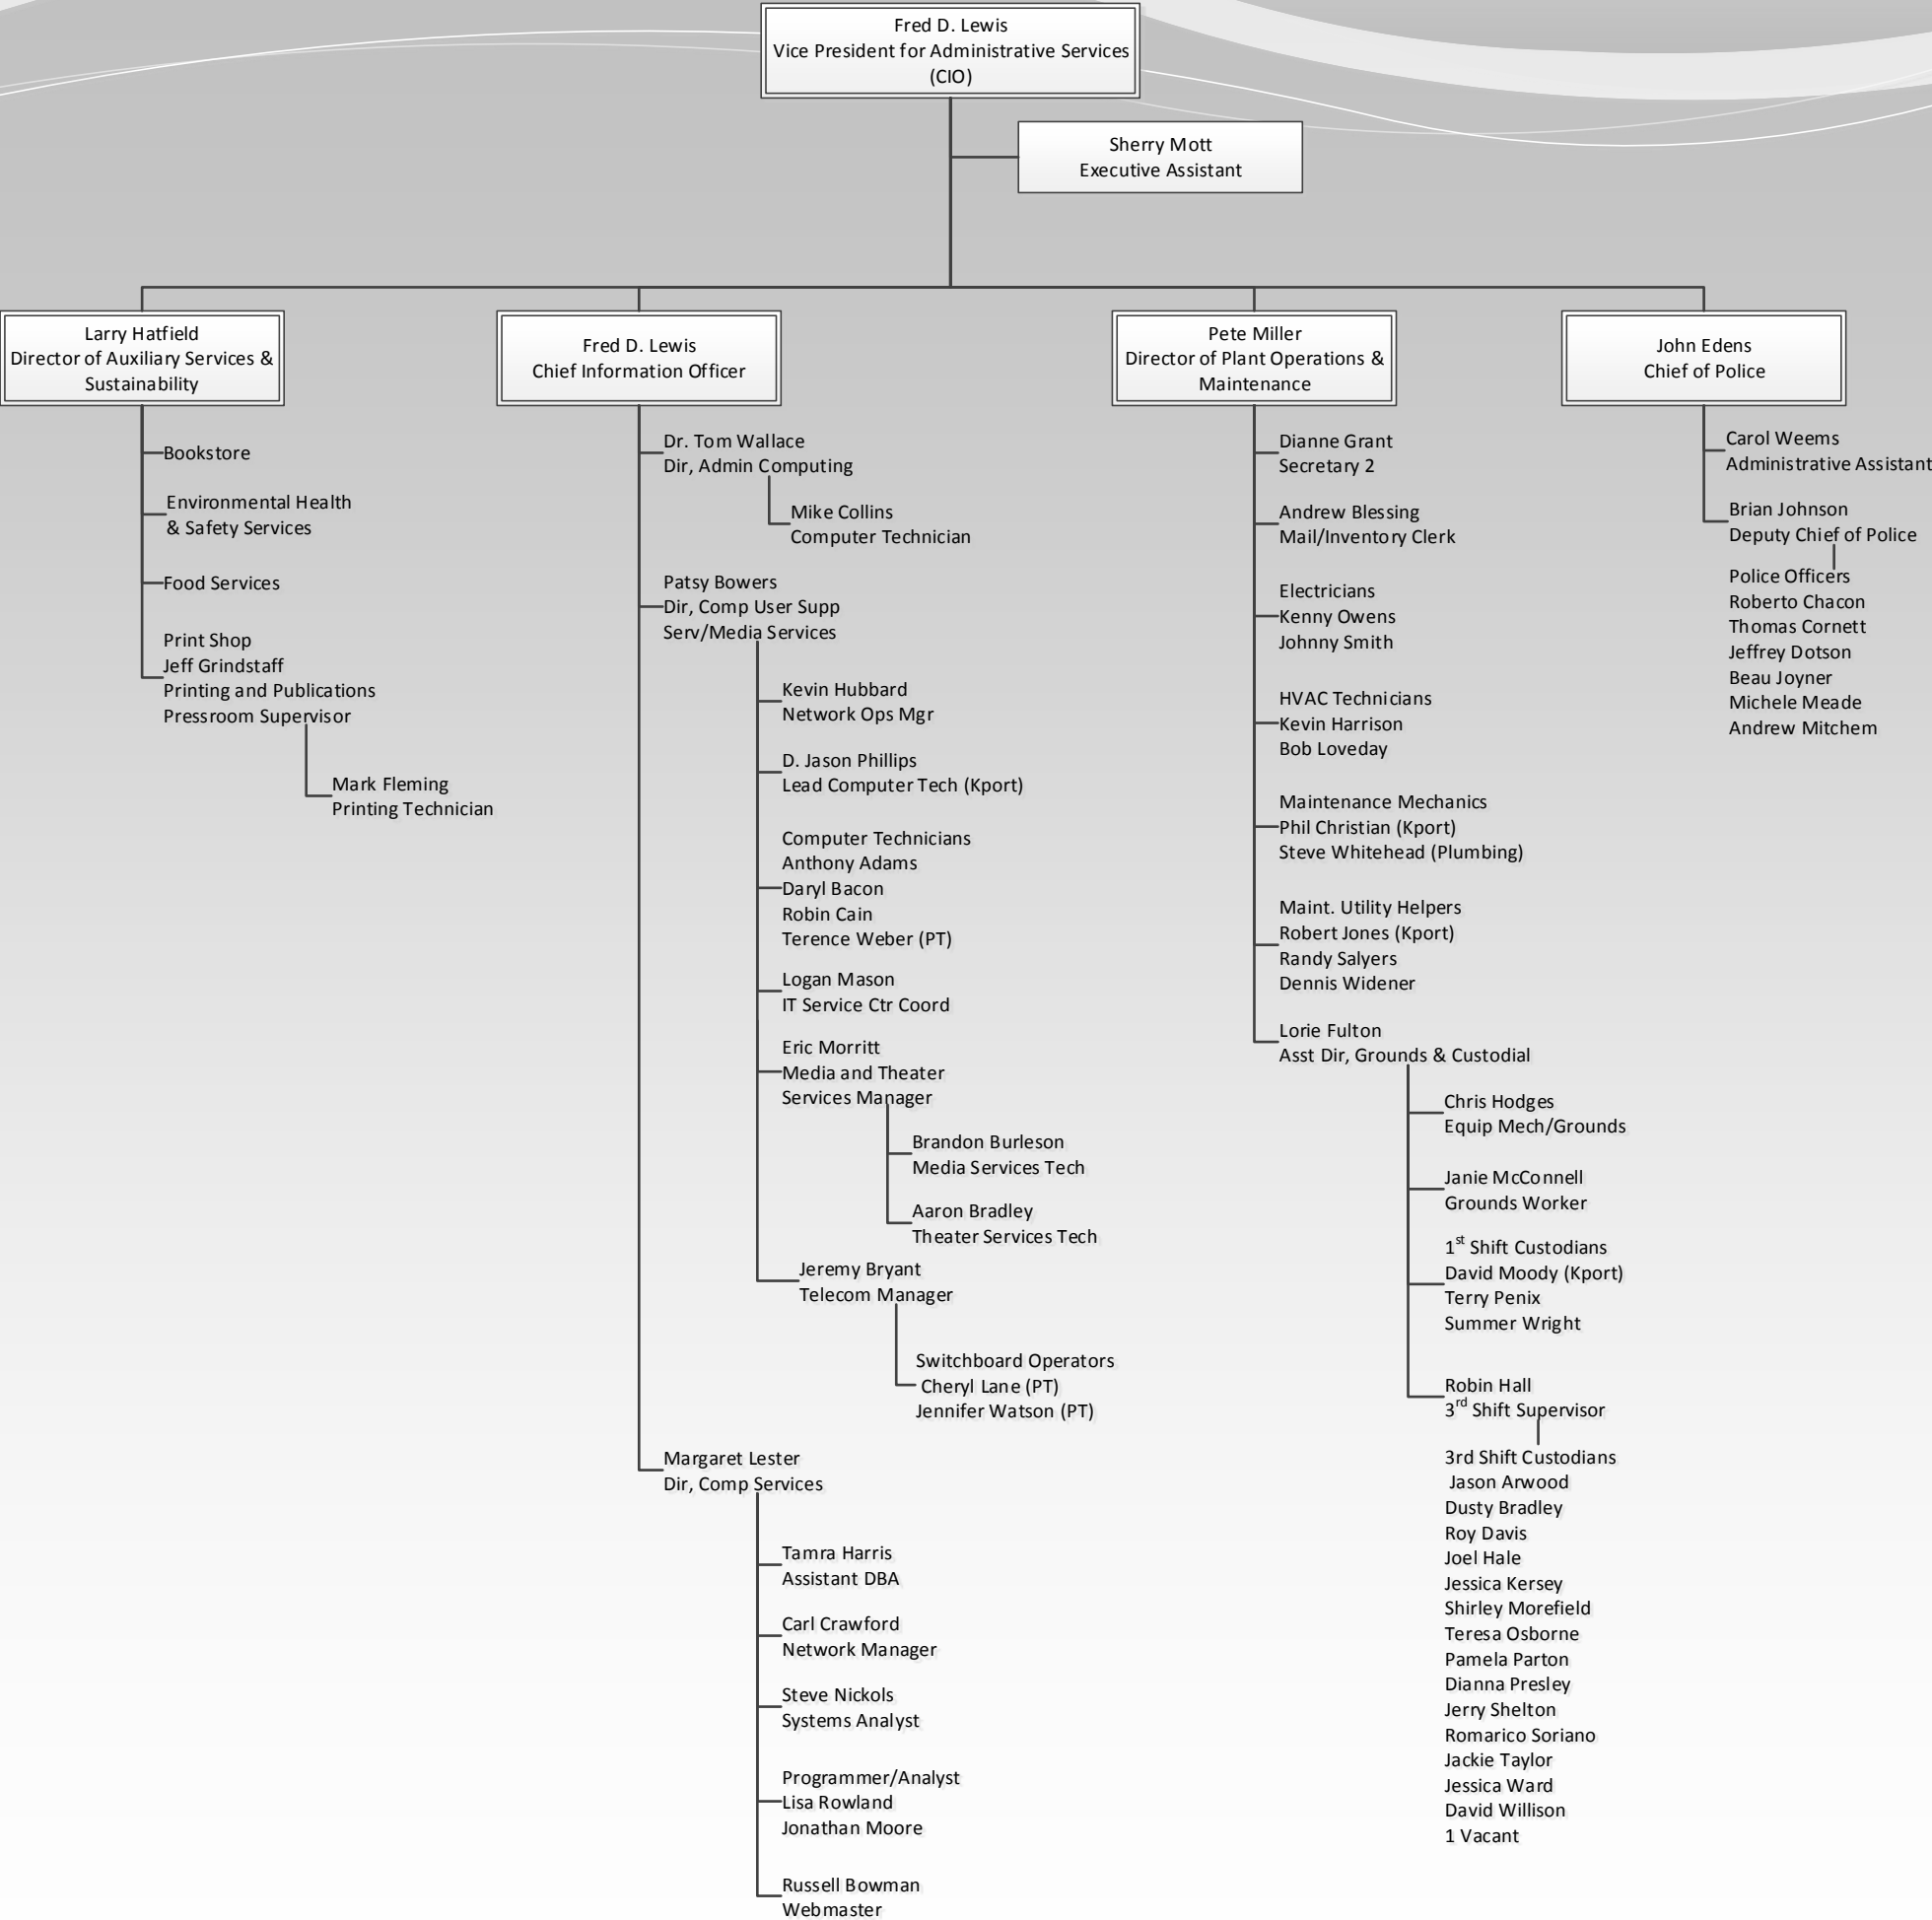 Fred D. Lewis
Vice President for Administrative Services
(CIO)
Sherry Mott
Executive Assistant
Larry Hatfield
Director of Auxiliary Services &
Sustainability
Bookstore
Environmental Health
& Safety Services
Food Services
Print Shop
Jeff Grindstaff
Printing and Publications
Pressroom Supervisor
Mark Fleming
Printing Technician
Fred D. Lewis
Chief Information Officer
Dr. Tom Wallace
Dir, Admin Computing
Mike Collins
Computer Technician
Patsy Bowers
Dir, Comp User Supp
Serv/Media Services
Kevin Hubbard
Network Ops Mgr
D. Jason Phillips
Lead Computer Tech (Kport)
Computer Technicians
Anthony Adams
Daryl Bacon
Robin Cain
Terence Weber (PT)
Logan Mason
IT Service Ctr Coord
Eric Morritt
Media and Theater
Services Manager
Brandon Burleson
Media Services Tech
Aaron Bradley
Theater Services Tech
Jeremy Bryant
Telecom Manager
Switchboard Operators
Cheryl Lane (PT)
Jennifer Watson (PT)
Margaret Lester
Dir, Comp Services
Tamra Harris
Assistant DBA
Carl Crawford
Network Manager
Steve Nickols
Systems Analyst
Programmer/Analyst
Lisa Rowland
Jonathan Moore
Russell Bowman
Webmaster
Pete Miller
Director of Plant Operations &
Maintenance
Dianne Grant
Secretary 2
Andrew Blessing
Mail/Inventory Clerk
Electricians
Kenny Owens
Johnny Smith
HVAC Technicians
Kevin Harrison
Bob Loveday
Maintenance Mechanics
Phil Christian (Kport)
Steve Whitehead (Plumbing)
Maint. Utility Helpers
Robert Jones (Kport)
Randy Salyers
Dennis Widener
Lorie Fulton
Asst Dir, Grounds & Custodial
Chris Hodges
Equip Mech/Grounds
Janie McConnell
Grounds Worker
1st Shift Custodians
David Moody (Kport)
Terry Penix
Summer Wright
Robin Hall
3rd Shift Supervisor
3rd Shift Custodians
Jason Arwood
Dusty Bradley
Roy Davis
Joel Hale
Jessica Kersey
Shirley Morefield
Teresa Osborne
Pamela Parton
Dianna Presley
Jerry Shelton
Romarico Soriano
Jackie Taylor
Jessica Ward
David Willison
1 Vacant
John Edens
Chief of Police
Carol Weems
Administrative Assistant
Brian Johnson
Deputy Chief of Police
Police Officers
Roberto Chacon
Thomas Cornett
Jeffrey Dotson
Beau Joyner
Michele Meade
Andrew Mitchem